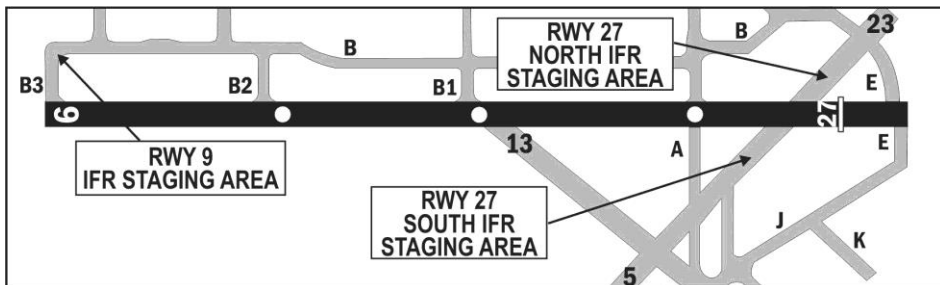 B
RWY 27
NORTH IFR
STAGING AREA
B
23
B3
B2
B1
E
9
27
RWY 9
IFR STAGING AREA
13
A
E
RWY 27
SOUTH IFR
STAGING AREA
J
K
5